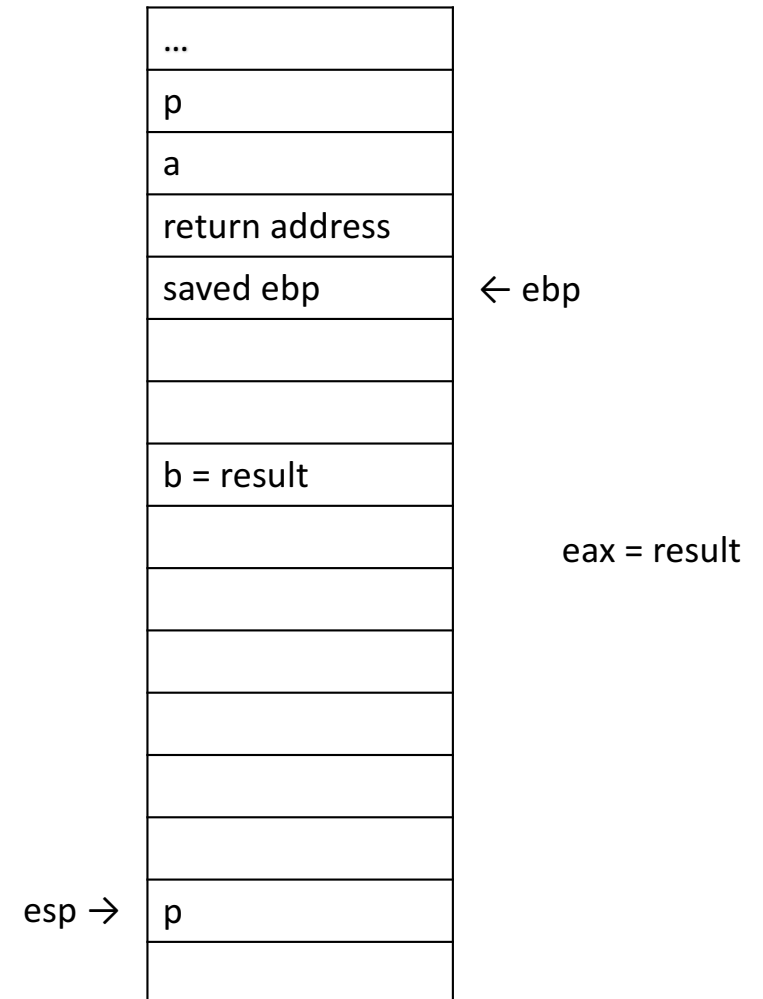 ...
p
a
return address
saved ebp ← ebp
b = result
eax = result
esp → p